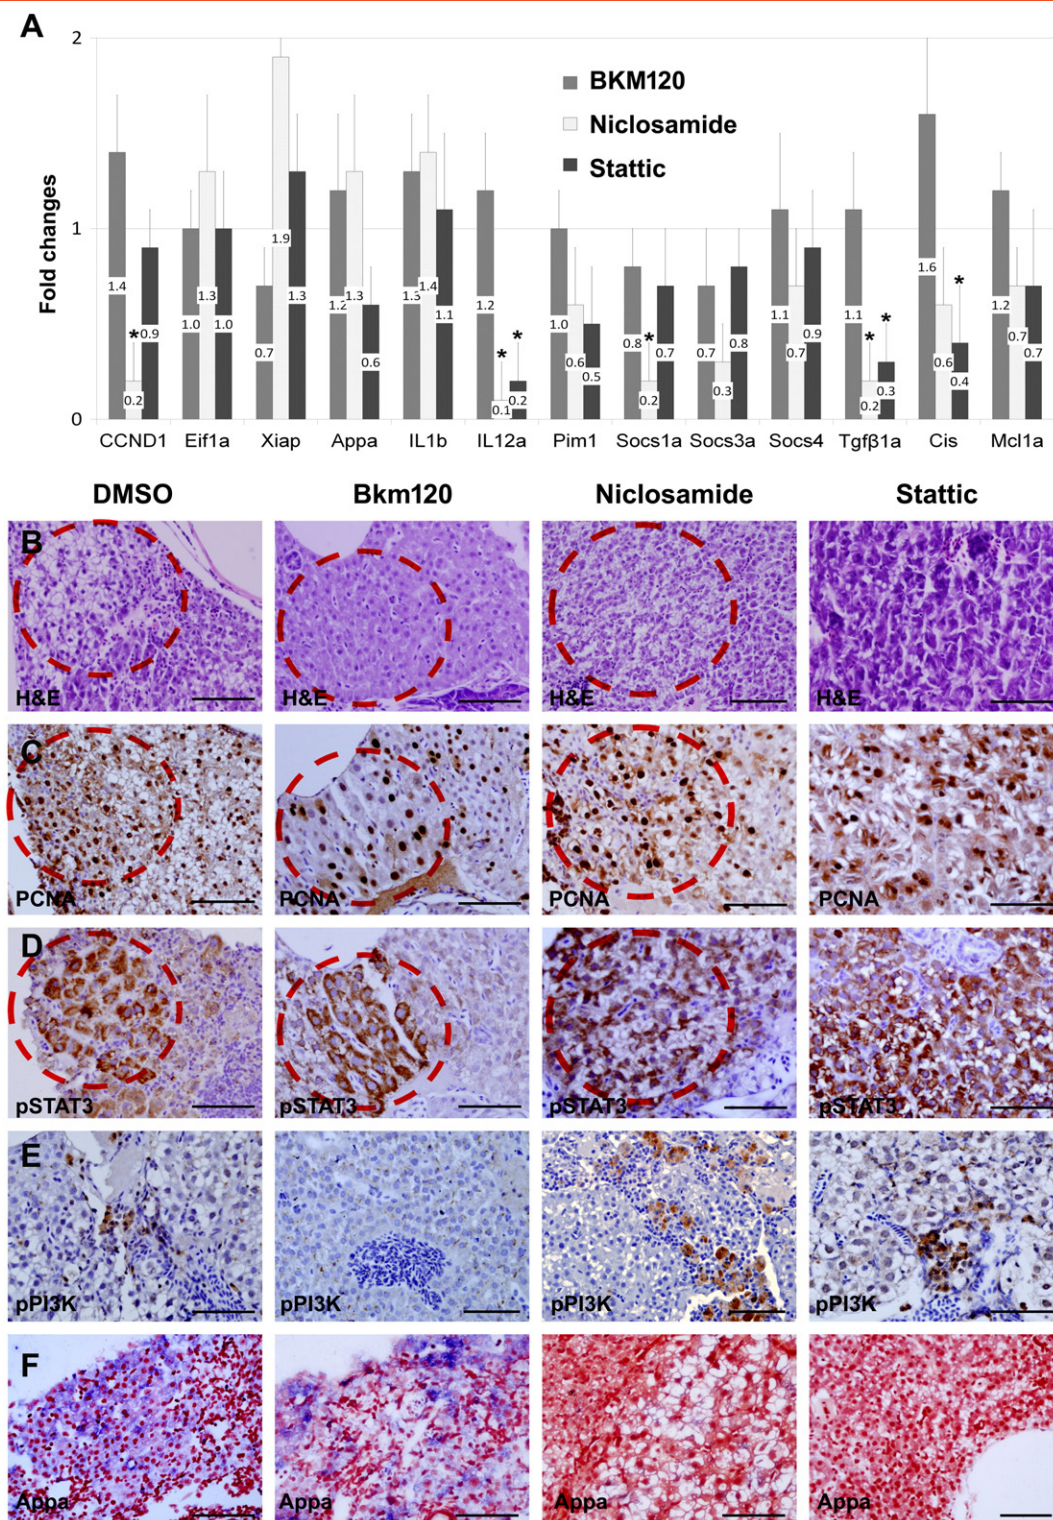 A
2
BKM120
Niclosamide
Stattic
Fold changes
1
0
1.4 * 0.2 0.9
1.0 1.3 1.0
0.7 1.9 1.3
1.2 1.3 0.6
1.3 1.4 1.1
1.2 * 0.1 * 0.2
1.0 0.6 0.5
0.8 * 0.2 0.7
0.7 0.3 0.8
1.1 0.7 0.9
1.1 * 0.2 * 0.3
1.6 0.6 * 0.4
1.2 0.7 0.7
CCND1 Eif1a Xiap Appa IL1b IL12a Pim1 Socs1a Socs3a Socs4 Tgfβ1a Cis Mcl1a
DMSO Bkm120 Niclosamide Stattic
B
H&E H&E H&E H&E
C
PCNA PCNA PCNA PCNA
D
pSTAT3 pSTAT3 pSTAT3 pSTAT3
E
pPI3K pPI3K pPI3K pPI3K
F
Appa Appa Appa Appa